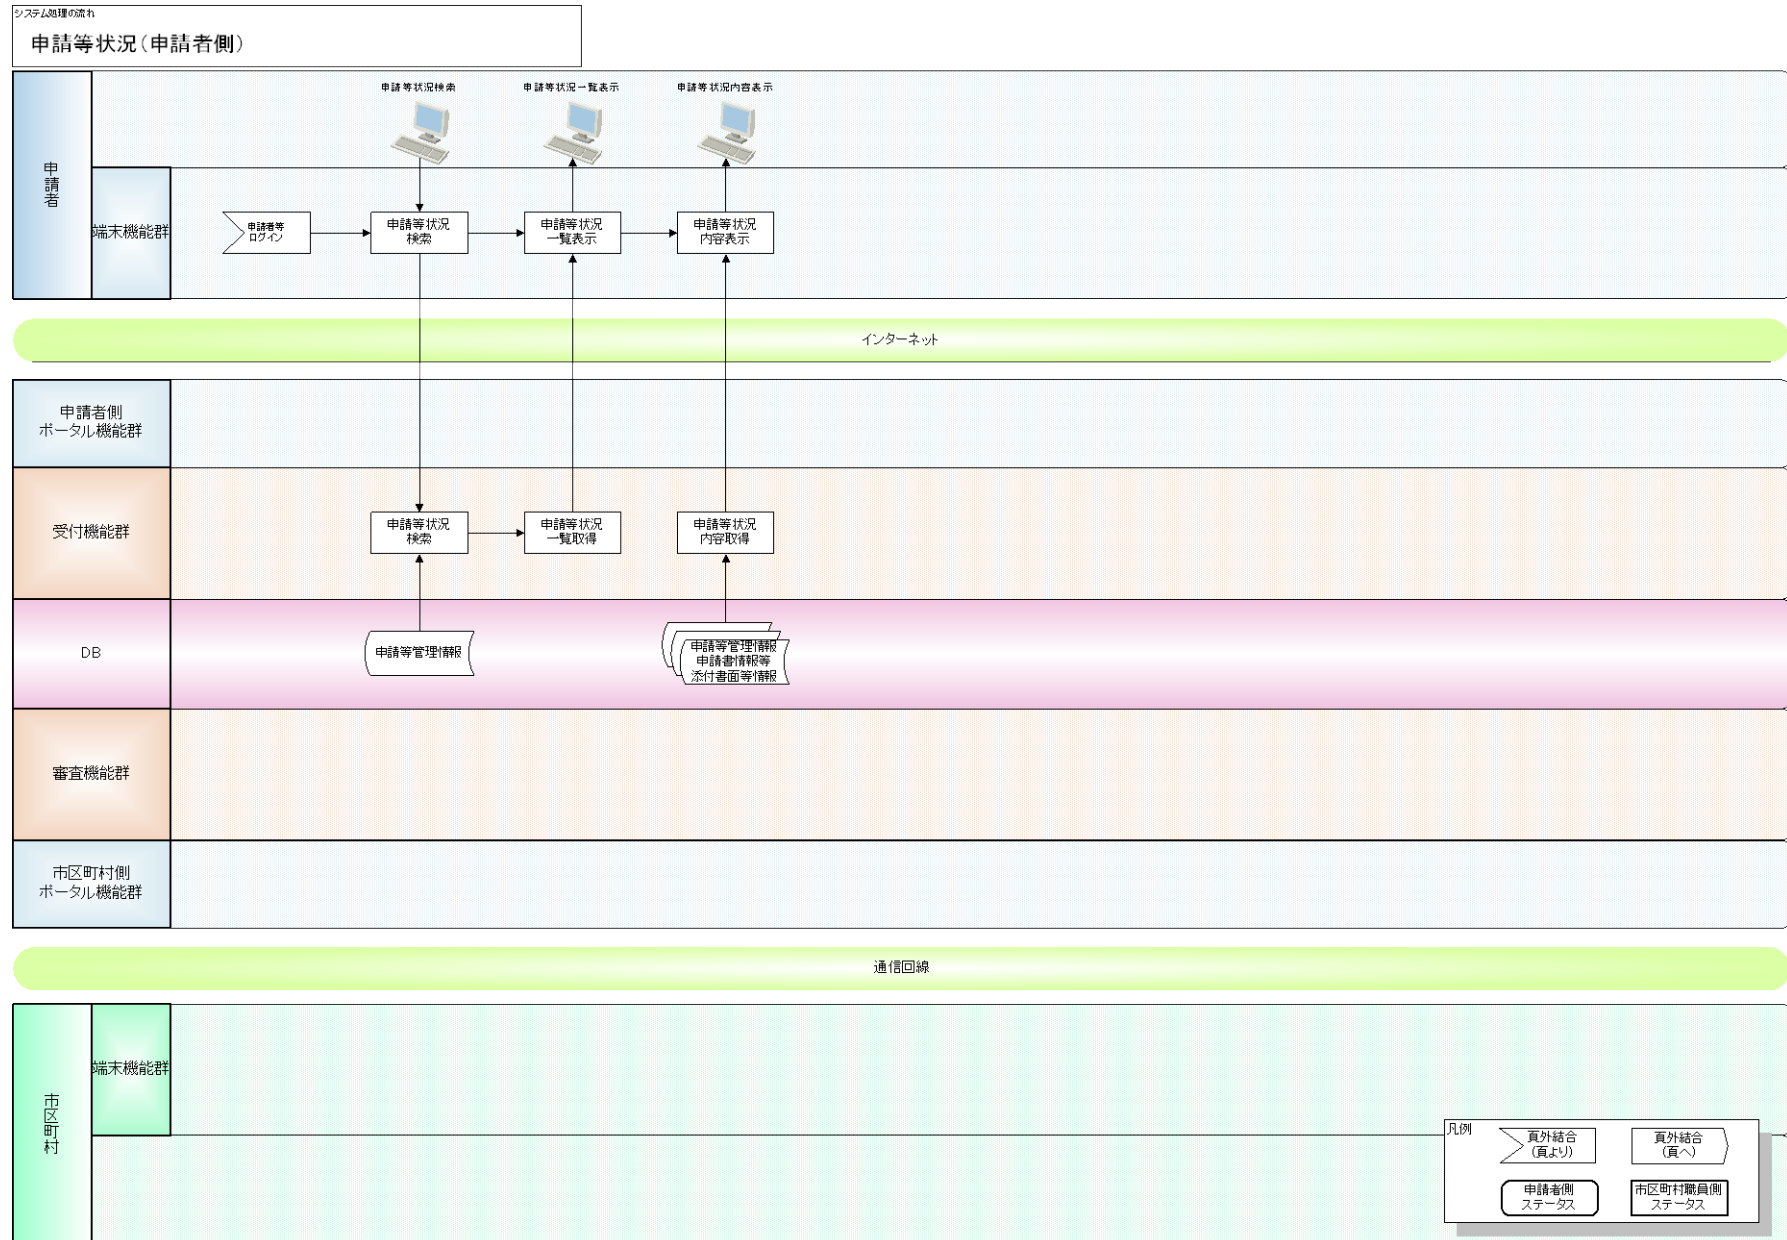 システム処理の流れ
申請等状況(申請者側)
申請等状況検索
申請等状況一覧表示
申請等状況内容表示
申請者
端末機能群
申請者等
ログイン
申請等状況
検索
申請等状況
一覧表示
申請等状況
内容表示
インターネット
申請者側
ポータル機能群
受付機能群
申請等状況
検索
申請等状況
一覧取得
申請等状況
内容取得
DB
申請等管理情報
申請等管理情報
申請書情報等
添付書面等情報
審査機能群
市区町村側
ポータル機能群
通信回線
市区町村
端末機能群
凡例
頁外結合
(頁より)
頁外結合
(頁へ)
申請者側
ステータス
市区町村職員側
ステータス